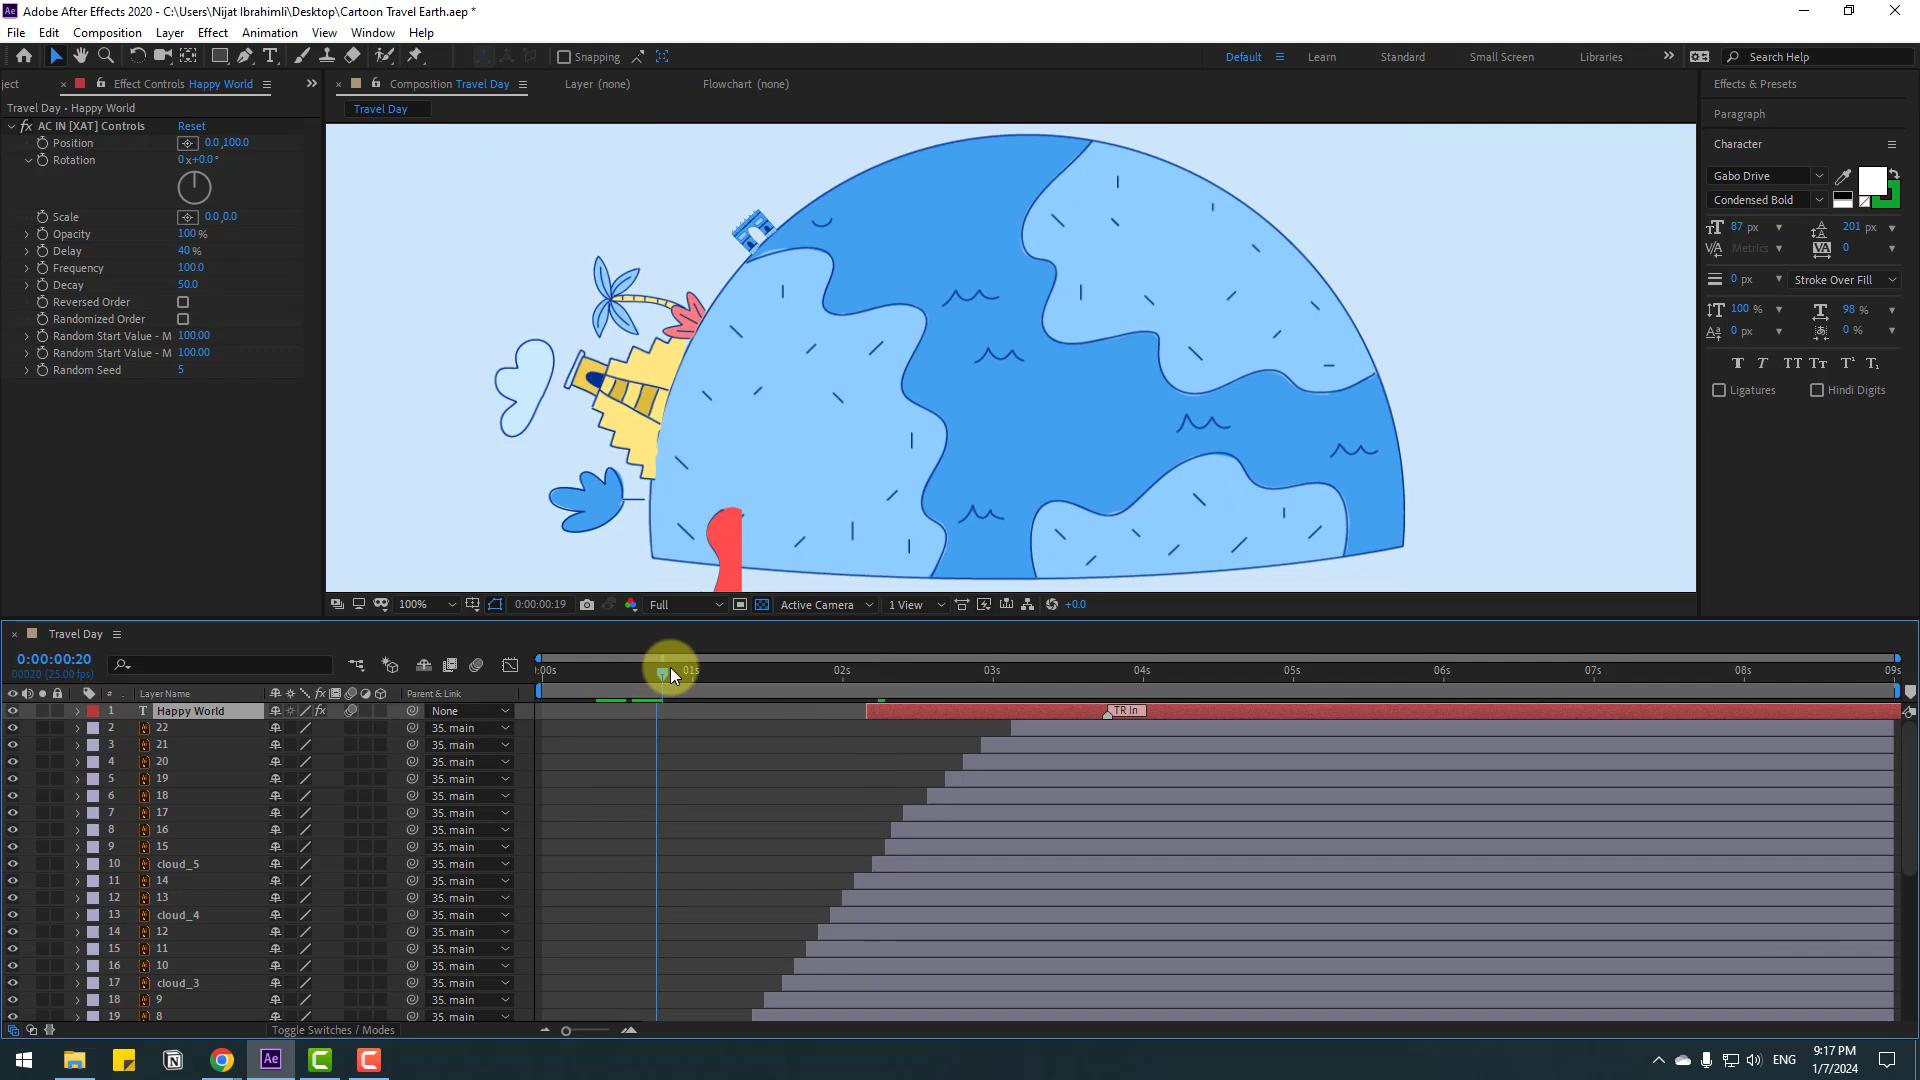 Adobe After Effects 2020 - C:\Users\Nijat Ibrahimli\Desktop\Cartoon Travel Earth.aep *
File Edit Composition Layer Effect Animation View Window Help
Snapping
Default Learn Standard Small Screen Libraries Search Help
ject Effect Controls Happy World
Composition Travel Day Layer (none) Flowchart (none)
Effects & Presets
Travel Day • Happy World
Travel Day
Paragraph
fx AC IN [XAT] Controls Reset
Position 0.0,100.0
Rotation 0x+0.0°
Scale 0.0,0.0
Opacity 100 %
Delay 40 %
Frequency 100.0
Decay 50.0
Reversed Order
Randomized Order
Random Start Value - M 100.00
Random Start Value - M 100.00
Random Seed 5
Character
Gabo Drive
Condensed Bold
87 px 201 px
Metrics 0
0 px Stroke Over Fill
100 % 98 %
0 px 0 %
Ligatures Hindi Digits
100% 0:00:00:19 Full Active Camera 1 View +0.0
Travel Day
0:00:00:20
00020 (25.00 fps)
:00s 01s 02s 03s 04s 05s 06s 07s 08s 09s
# Layer Name Parent & Link
1 T Happy World fx None TR In
2 22 35. main
3 21 35. main
4 20 35. main
5 19 35. main
6 18 35. main
7 17 35. main
8 16 35. main
9 15 35. main
10 cloud_5 35. main
11 14 35. main
12 13 35. main
13 cloud_4 35. main
14 12 35. main
15 11 35. main
16 10 35. main
17 cloud_3 35. main
18 9 35. main
19 8 35. main
Toggle Switches / Modes
ENG
9:17 PM
1/7/2024